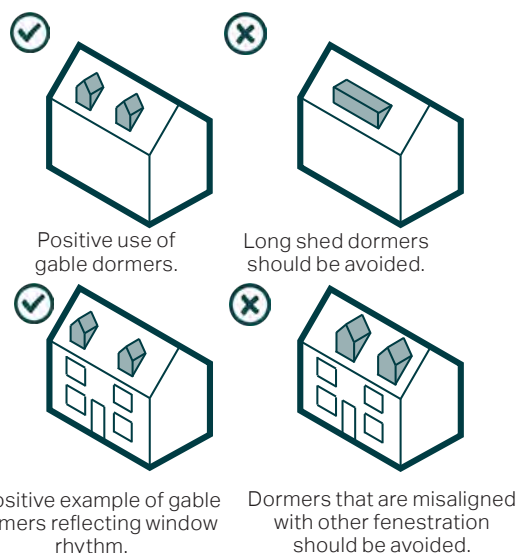 Positive use of
gable dormers.
Long shed dormers
should be avoided.
ositive example of gable
mers reflecting window
rhythm.
Dormers that are misaligned
with other fenestration
should be avoided.